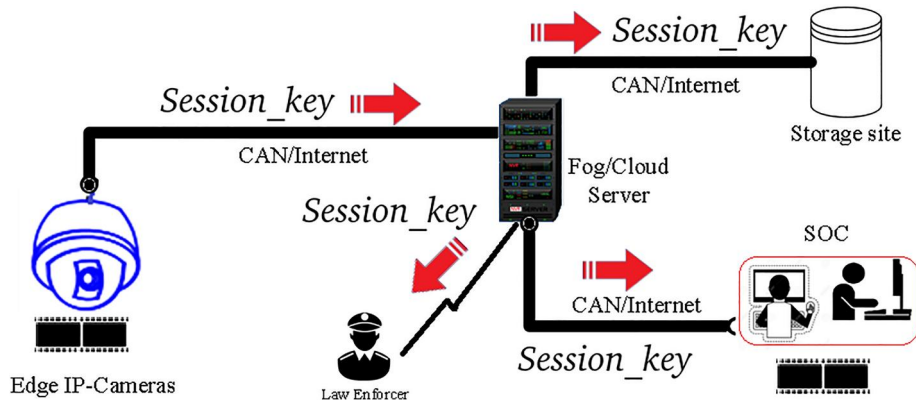 Session_key
CAN/Internet
Storage site
Session_key
CAN/Internet
Fog/Cloud
Server
Session_key
SOC
CAN/Internet
Session_key
Edge IP-Cameras
Law Enforcer